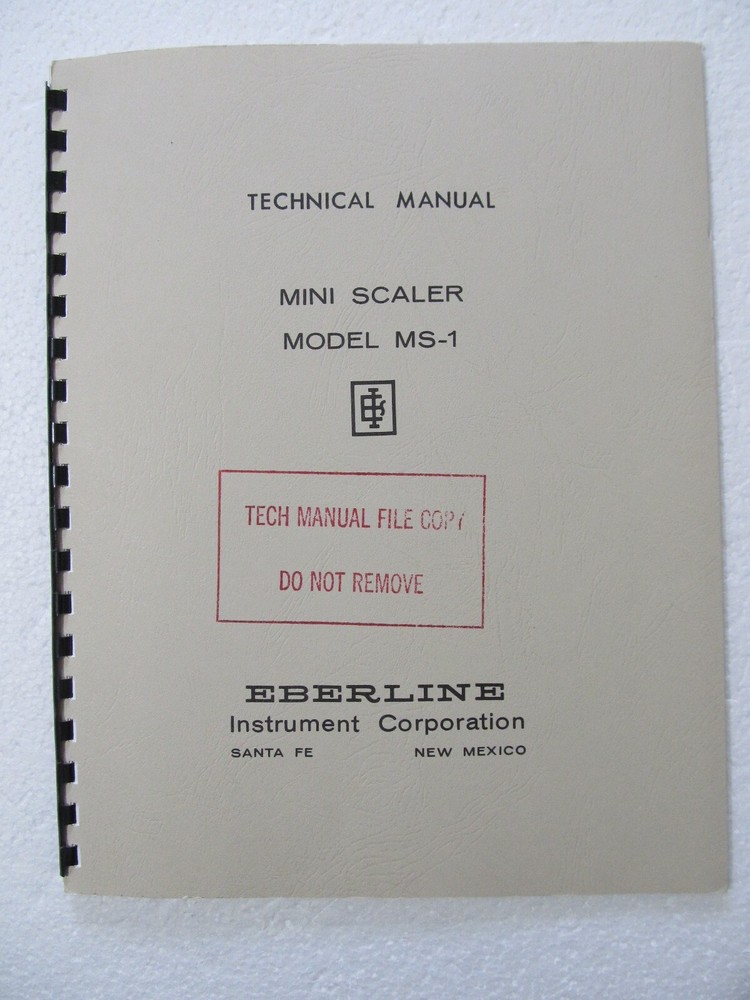 TECHNICAL MANUAL
MINI SCALER
MODEL MS-1
TECH MANUAL FILE COPY
DO NOT REMOVE
EBERLINE
Instrument Corporation
SANTA FE NEW MEXICO